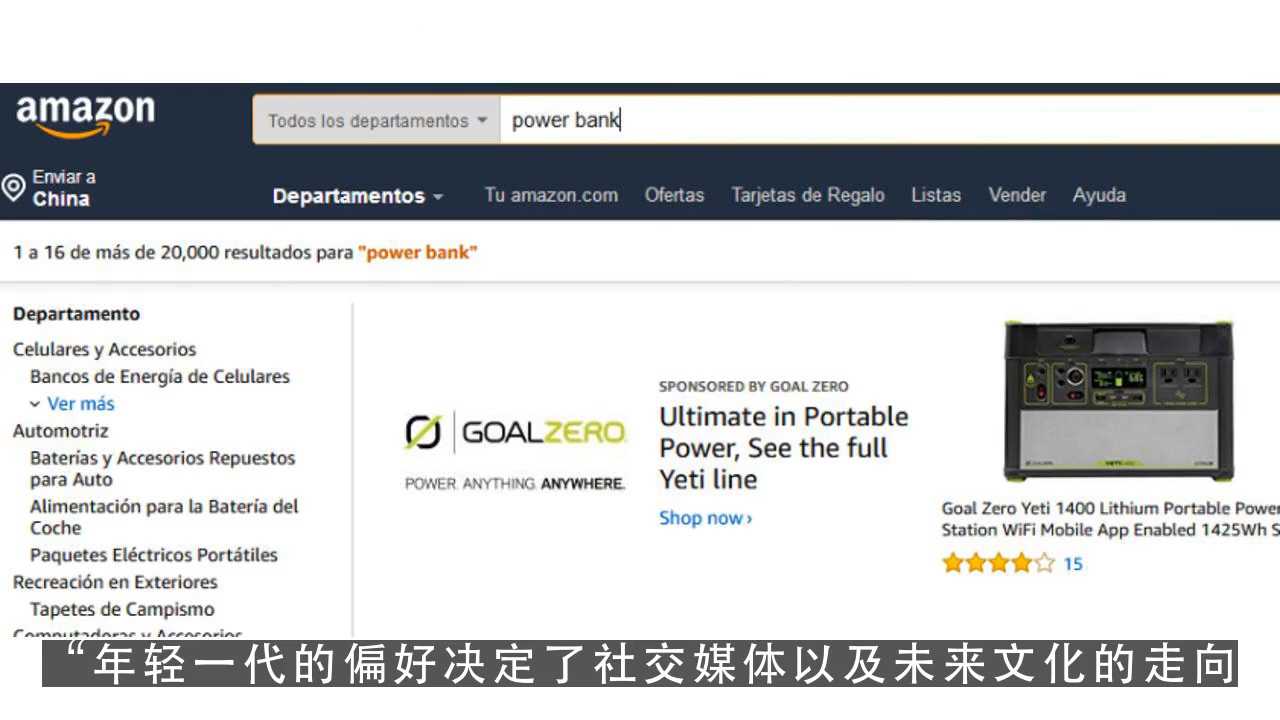 amazon
Todos los departamentos
power bank
Enviar a
China
Departamentos
Tu amazon.com
Ofertas
Tarjetas de Regalo
Listas
Vender
Ayuda
1 a 16 de más de 20,000 resultados para "power bank"
Departamento
Celulares y Accesorios
Bancos de Energía de Celulares
Ver más
Automotriz
Baterías y Accesorios Repuestos
para Auto
Alimentación para la Batería del
Coche
Paquetes Eléctricos Portátiles
Recreación en Exteriores
Tapetes de Campismo
Computadoras y Accesorios
GOALZERO.
POWER. ANYTHING. ANYWHERE.
SPONSORED BY GOAL ZERO
Ultimate in Portable
Power, See the full
Yeti line
Shop now ›
Goal Zero Yeti 1400 Lithium Portable Power
Station WiFi Mobile App Enabled 1425Wh S
15
“年轻一代的偏好决定了社交媒体以及未来文化的走向